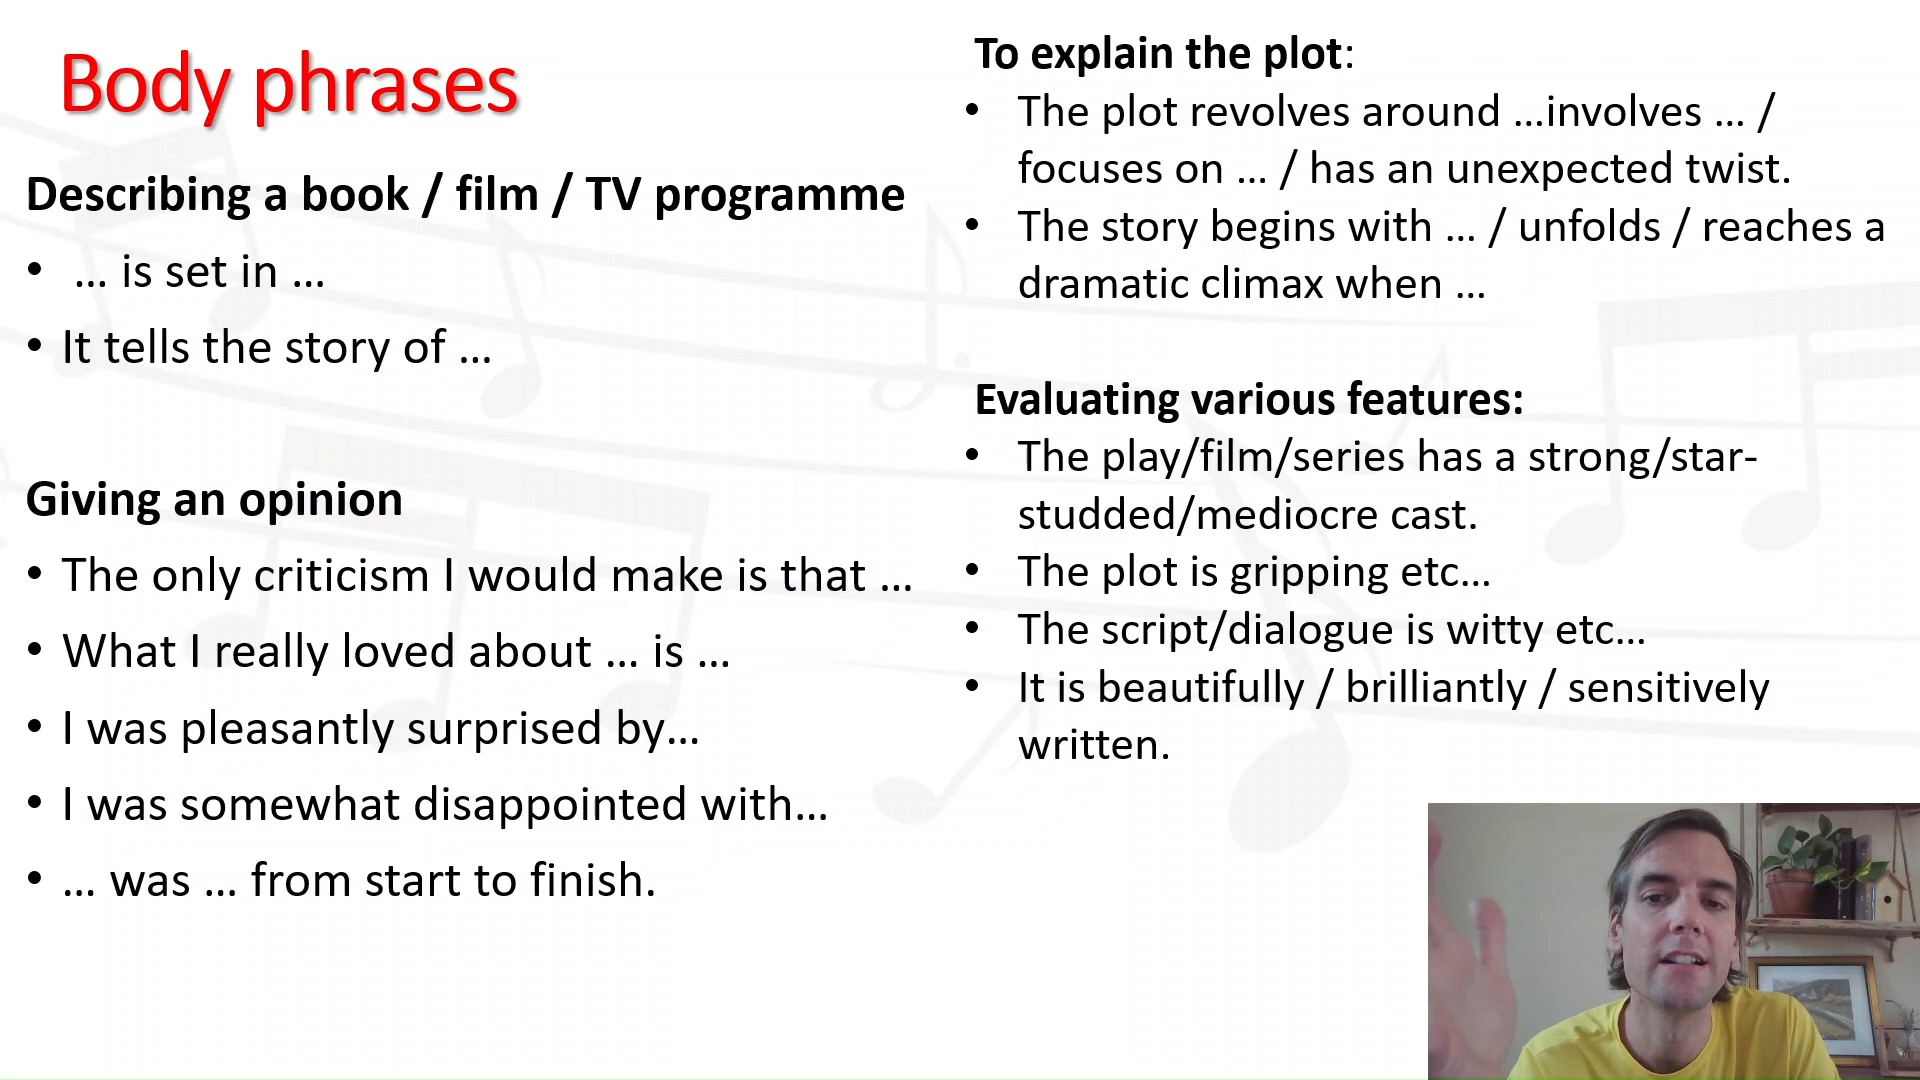 Body phrases
Describing a book / film / TV programme
• … is set in …
• It tells the story of …
Giving an opinion
• The only criticism I would make is that …
• What I really loved about … is …
• I was pleasantly surprised by…
• I was somewhat disappointed with…
• … was … from start to finish.
To explain the plot:
• The plot revolves around …involves … /
focuses on … / has an unexpected twist.
• The story begins with … / unfolds / reaches a
dramatic climax when …
Evaluating various features:
• The play/film/series has a strong/star-
studded/mediocre cast.
• The plot is gripping etc…
• The script/dialogue is witty etc…
• It is beautifully / brilliantly / sensitively
written.